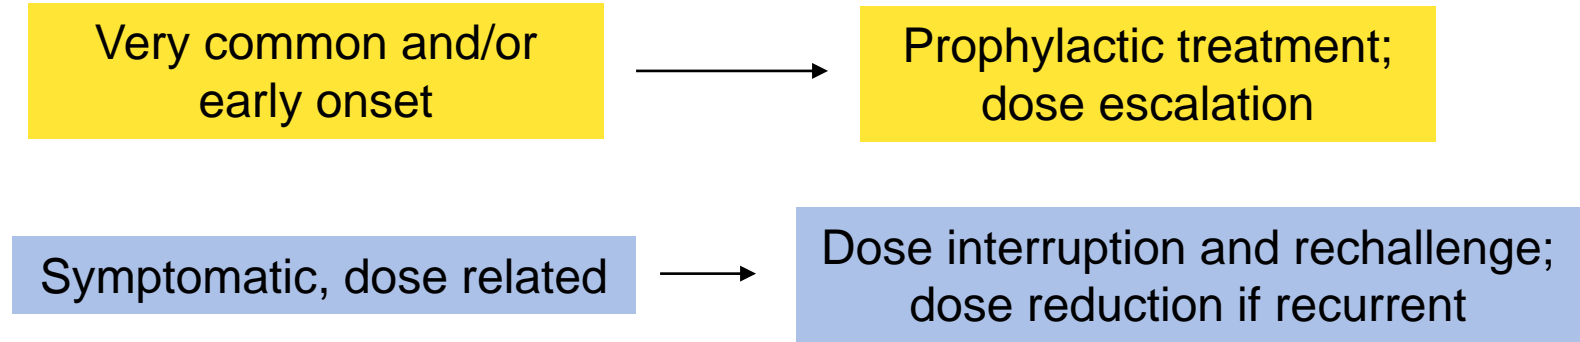 Very common and/or
early onset
Prophylactic treatment;
dose escalation
Symptomatic, dose related
Dose interruption and rechallenge;
dose reduction if recurrent